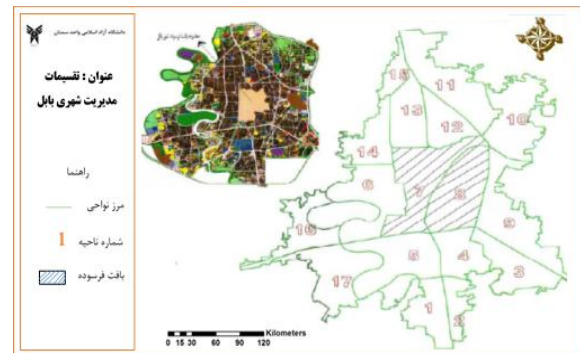 دانشگاه آزاد اسلامی واحد سمنان
عنوان : تقسیمات
مدیریت شهری بابل
راهنما
مرز نواحی
شماره ناحیه 1
بافت فرسوده
15
11
10
13
12
14
6
7
8
9
16
5
4
3
17
1
2
Kilometers
0 15 30 60 90 120